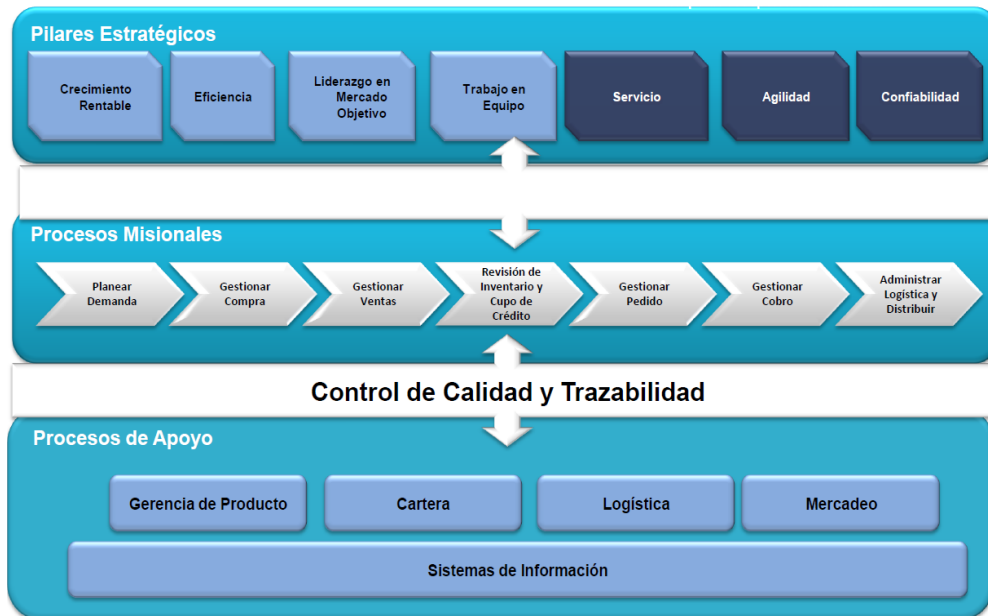 Pilares Estratégicos
Crecimiento
Rentable
Eficiencia
Liderazgo en
Mercado
Objetivo
Trabajo en
Equipo
Servicio
Agilidad
Confiabilidad
Procesos Misionales
Planear
Demanda
Gestionar
Compra
Gestionar
Ventas
Revisión de
Inventario y
Cupo de
Crédito
Gestionar
Pedido
Gestionar
Cobro
Administrar
Logística y
Distribuir
Control de Calidad y Trazabilidad
Procesos de Apoyo
Gerencia de Producto
Cartera
Logística
Mercadeo
Sistemas de Información